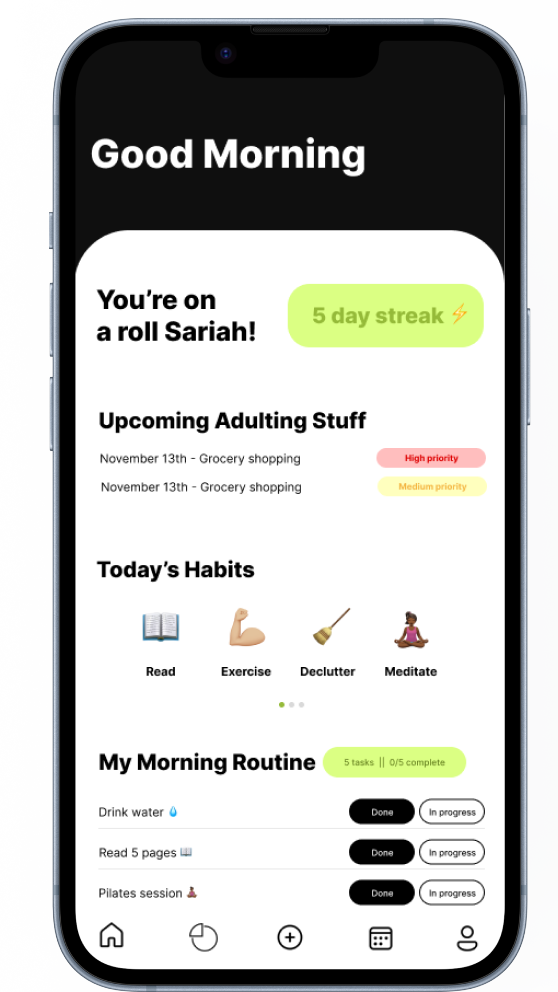 Good Morning
You’re on
a roll Sariah!
5 day streak ⚡
Upcoming Adulting Stuff
November 13th - Grocery shopping High priority
November 13th - Grocery shopping Medium priority
Today’s Habits
Read Exercise Declutter Meditate
My Morning Routine 5 tasks || 0/5 complete
Drink water 💧 Done In progress
Read 5 pages 📖 Done In progress
Pilates session 🧘🏾‍♀️ Done In progress